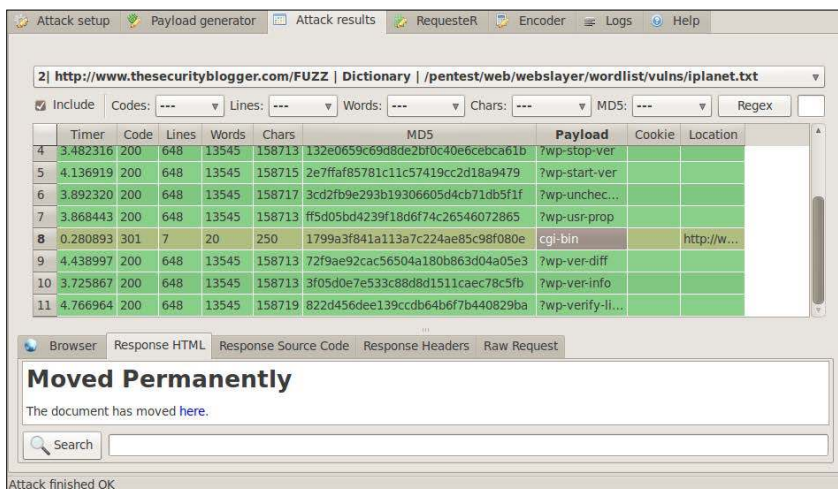 Attack setup Payload generator Attack results RequesteR Encoder Logs Help
2| http://www.thesecurityblogger.com/FUZZ | Dictionary | /pentest/web/webslayer/wordlist/vulns/iplanet.txt
Include Codes: --- Lines: --- Words: --- Chars: --- MD5: --- Regex
Timer Code Lines Words Chars MD5 Payload Cookie Location
4 3.482316 200 648 13545 158713 132e0659c69d8de2bf0c40e6cebca61b ?wp-stop-ver
5 4.136919 200 648 13545 158715 2e7ffaf85781c11c57419cc2d18a9479 ?wp-start-ver
6 3.892320 200 648 13545 158717 3cd2fb9e293b19306605d4cb71db5f1f ?wp-unchec...
7 3.868443 200 648 13545 158713 ff5d05bd4239f18d6f74c26546072865 ?wp-usr-prop
8 0.280893 301 7 20 250 1799a3f841a113a7c224ae85c98f080e cgi-bin http://w...
9 4.438997 200 648 13545 158713 72f9ae92cac56504a180b863d04a05e3 ?wp-ver-diff
10 3.725867 200 648 13545 158713 3f05d0e7e533c88d8d1511caec78c5fb ?wp-ver-info
11 4.766964 200 648 13545 158719 822d456dee139ccdb64b6f7b440829ba ?wp-verify-li...
Browser Response HTML Response Source Code Response Headers Raw Request
Moved Permanently
The document has moved here.
Search
Attack finished OK